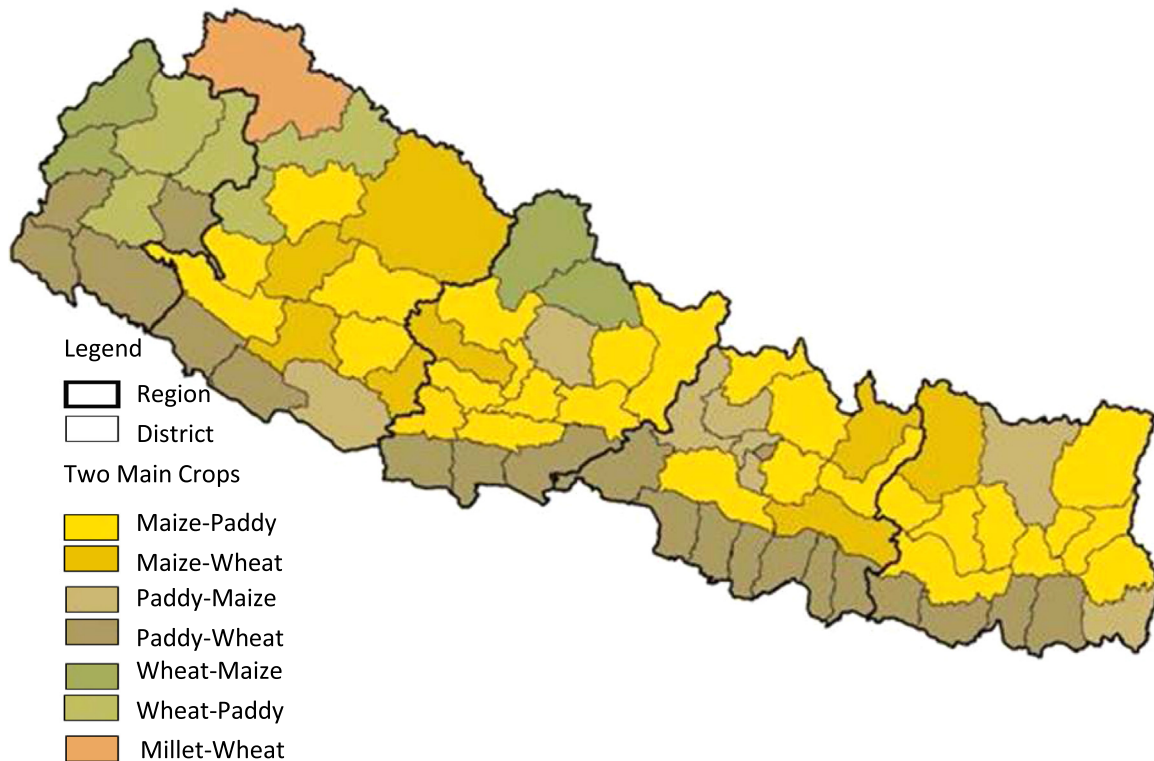 Legend
Region
District
Two Main Crops
Maize-Paddy
Maize-Wheat
Paddy-Maize
Paddy-Wheat
Wheat-Maize
Wheat-Paddy
Millet-Wheat